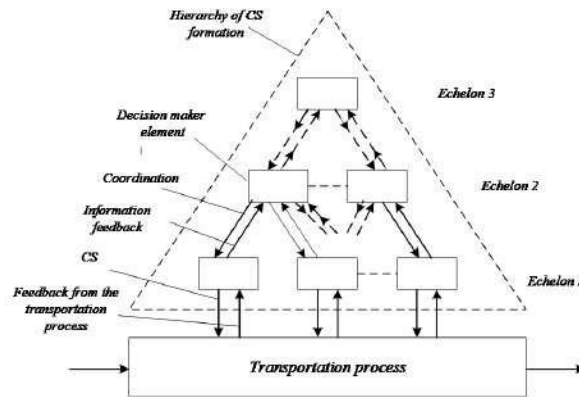 Hierarchy of CS
formation
Echelon 3
Decision maker
element
Coordination
Echelon 2
Information
feedback
CS
Echelon
Feedback from the
transportation
process
Transportation process